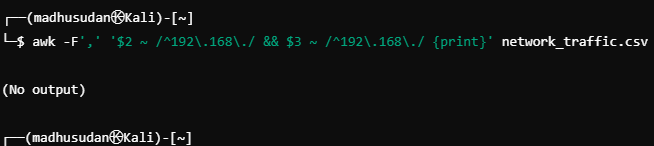 ┌──(madhusudan㉿Kali)-[~]
└─$ awk -F',' '$2 ~ /^192\.168\./ && $3 ~ /^192\.168\./ {print}' network_traffic.csv
(No output)
┌──(madhusudan㉿Kali)-[~]